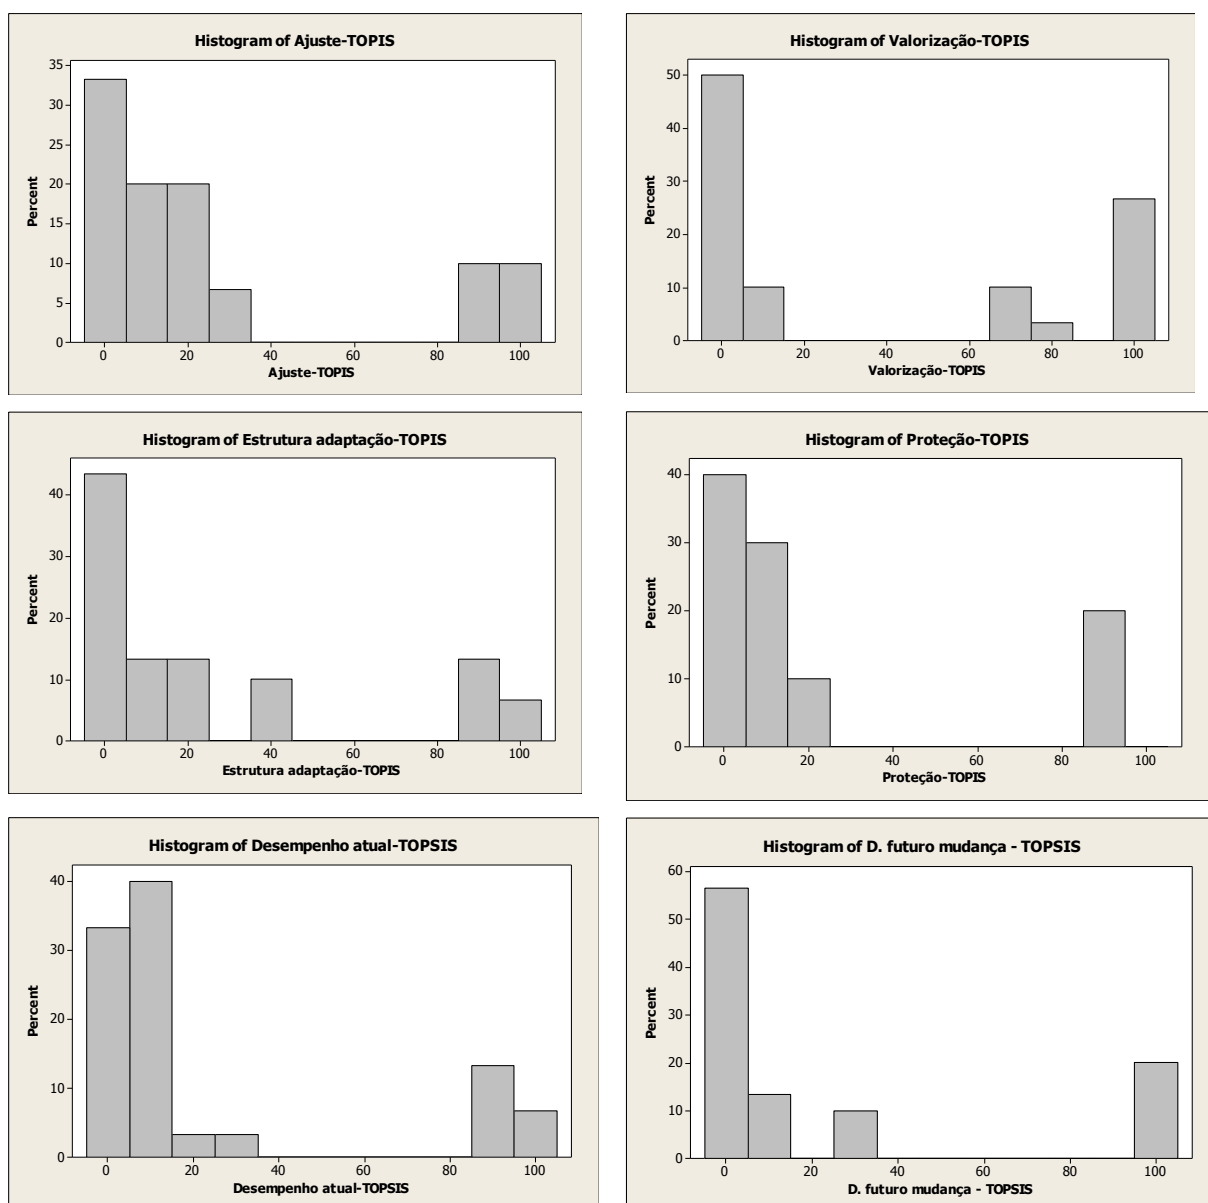 Histogram of Ajuste-TOPIS
35
30
25
20
15
10
5
0
Percent
0 20 40 60 80 100
Ajuste-TOPIS
Histogram of Valorização-TOPIS
50
40
30
20
10
0
Percent
0 20 40 60 80 100
Valorização-TOPIS
Histogram of Estrutura adaptação-TOPIS
40
30
20
10
0
Percent
0 20 40 60 80 100
Estrutura adaptação-TOPIS
Histogram of Proteção-TOPIS
40
30
20
10
0
Percent
0 20 40 60 80 100
Proteção-TOPIS
Histogram of Desempenho atual-TOPSIS
40
30
20
10
0
Percent
0 20 40 60 80 100
Desempenho atual-TOPSIS
Histogram of D. futuro mudança - TOPSIS
60
50
40
30
20
10
0
Percent
0 20 40 60 80 100
D. futuro mudança - TOPSIS